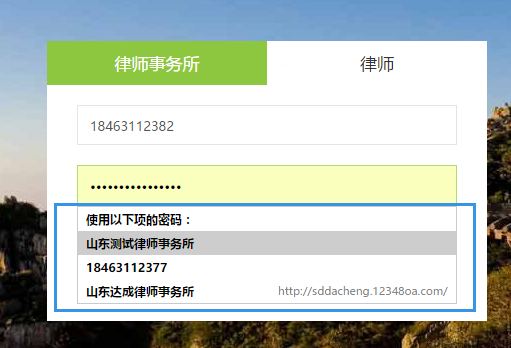 律师事务所 律师
18463112382
••••••••••••••••
使用以下项的密码：
山东测试律师事务所
18463112377
山东达成律师事务所 http://sddacheng.12348oa.com/